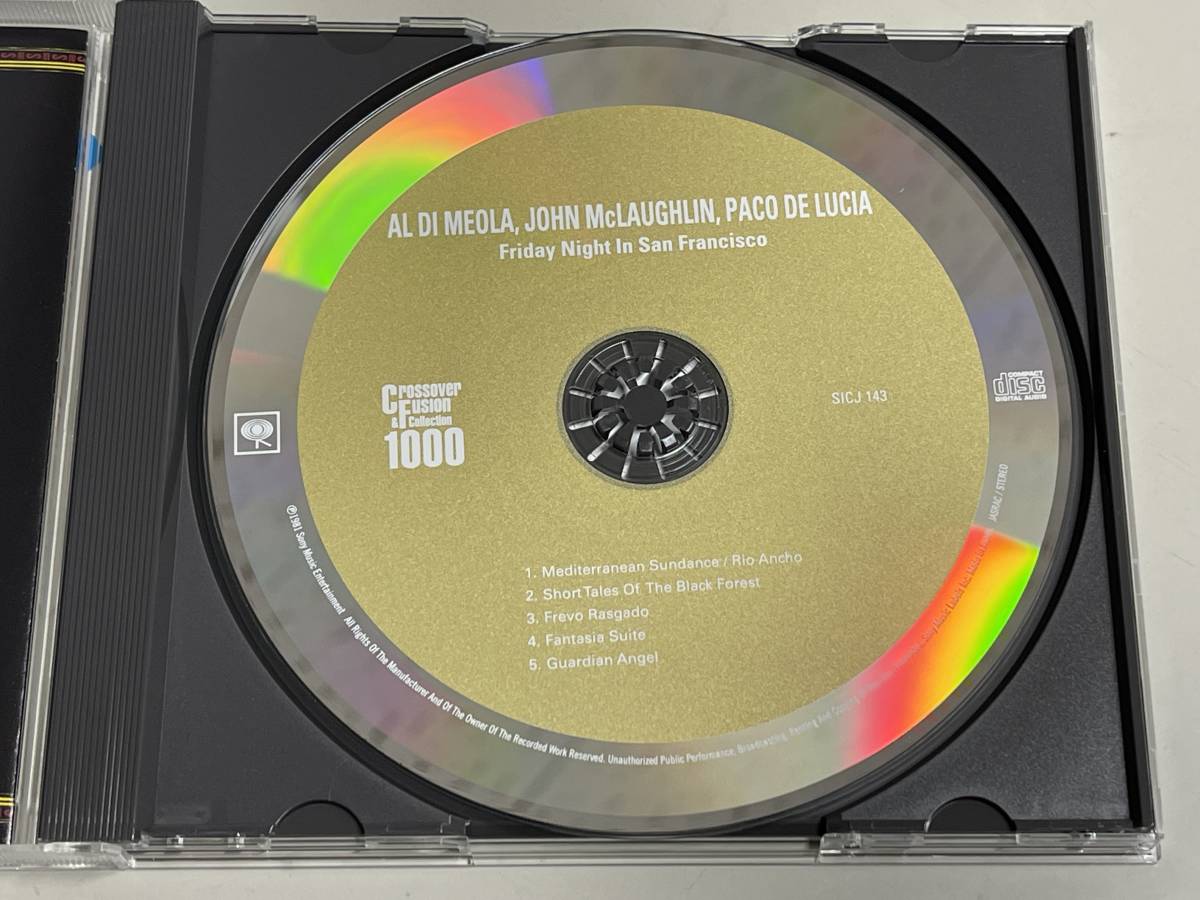 AL DI MEOLA, JOHN McLAUGHLIN, PACO DE LUCIA
Friday Night In San Francisco
Crossover
& Fusion
Collection
1000
SICJ 143
COMPACT
disc
DIGITAL AUDIO
1. Mediterranean Sundance / Rio Ancho
2. Short Tales Of The Black Forest
3. Frevo Rasgado
4. Fantasia Suite
5. Guardian Angel
℗1981 Sony Music Entertainment All Rights Of The Manufacturer And Of The Owner Of The Recorded Work Reserved. Unauthorized Public Performance, Broadcasting, Renting And Copying
JASRAC / STEREO